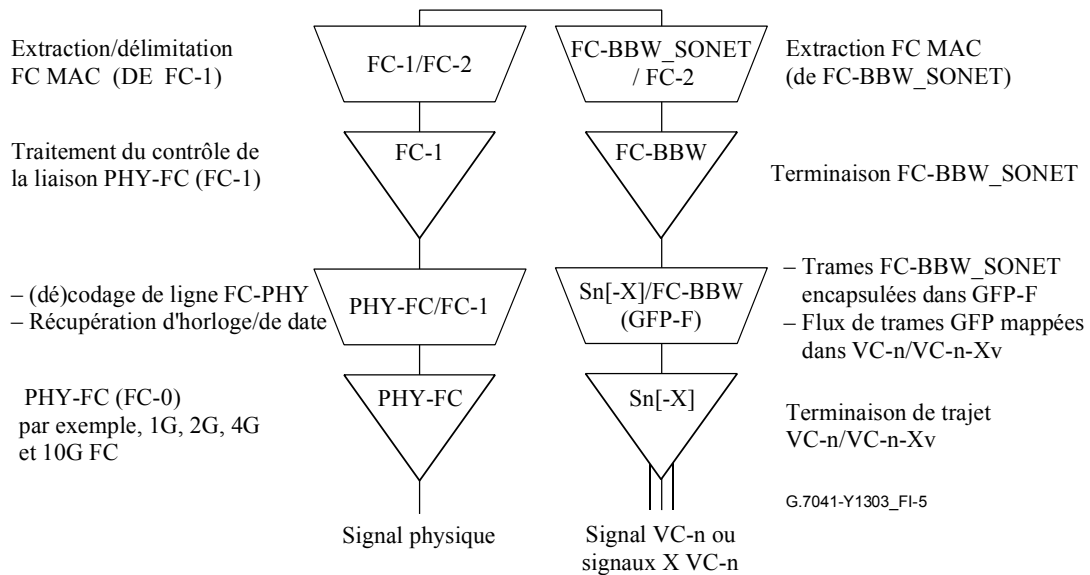 Extraction/délimitation
FC MAC (DE FC-1)
FC-1/FC-2
FC-BBW_SONET
/ FC-2
Extraction FC MAC
(de FC-BBW_SONET)
Traitement du contrôle de
la liaison PHY-FC (FC-1)
FC-1
FC-BBW
Terminaison FC-BBW_SONET
– (dé)codage de ligne FC-PHY
– Récupération d'horloge/de date
PHY-FC/FC-1
Sn[-X]/FC-BBW
(GFP-F)
– Trames FC-BBW_SONET
encapsulées dans GFP-F
– Flux de trames GFP mappées
dans VC-n/VC-n-Xv
PHY-FC (FC-0)
par exemple, 1G, 2G, 4G
et 10G FC
PHY-FC
Sn[-X]
Terminaison de trajet
VC-n/VC-n-Xv
G.7041-Y1303_FI-5
Signal physique
Signal VC-n ou
signaux X VC-n